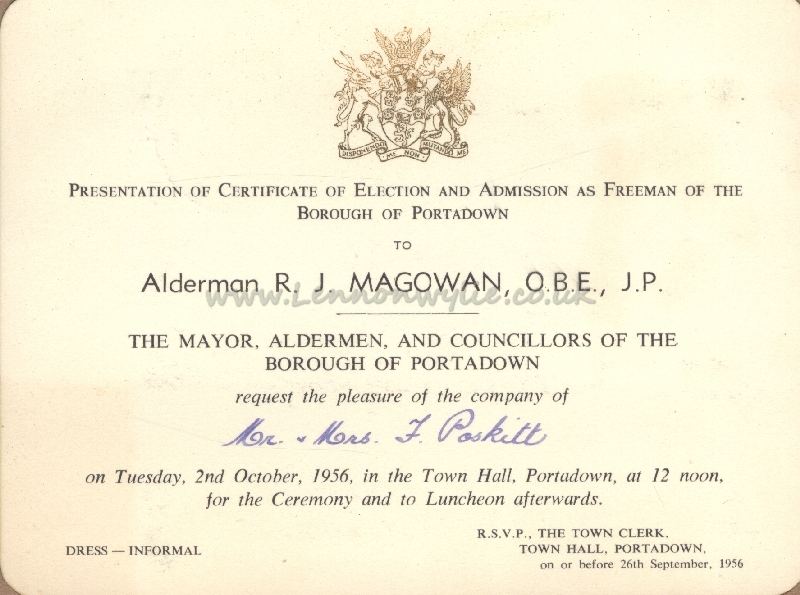 DISPONENDO ME NON MUTANDO ME
PRESENTATION OF CERTIFICATE OF ELECTION AND ADMISSION AS FREEMAN OF THE
BOROUGH OF PORTADOWN
TO
Alderman R. J. MAGOWAN, O.B.E., J.P.
www.Lennonwylie.co.uk
THE MAYOR, ALDERMEN, AND COUNCILLORS OF THE
BOROUGH OF PORTADOWN
request the pleasure of the company of
Mr. & Mrs. F. Poskitt
on Tuesday, 2nd October, 1956, in the Town Hall, Portadown, at 12 noon,
for the Ceremony and to Luncheon afterwards.
R.S.V.P., THE TOWN CLERK,
DRESS — INFORMAL
TOWN HALL, PORTADOWN,
on or before 26th September, 1956